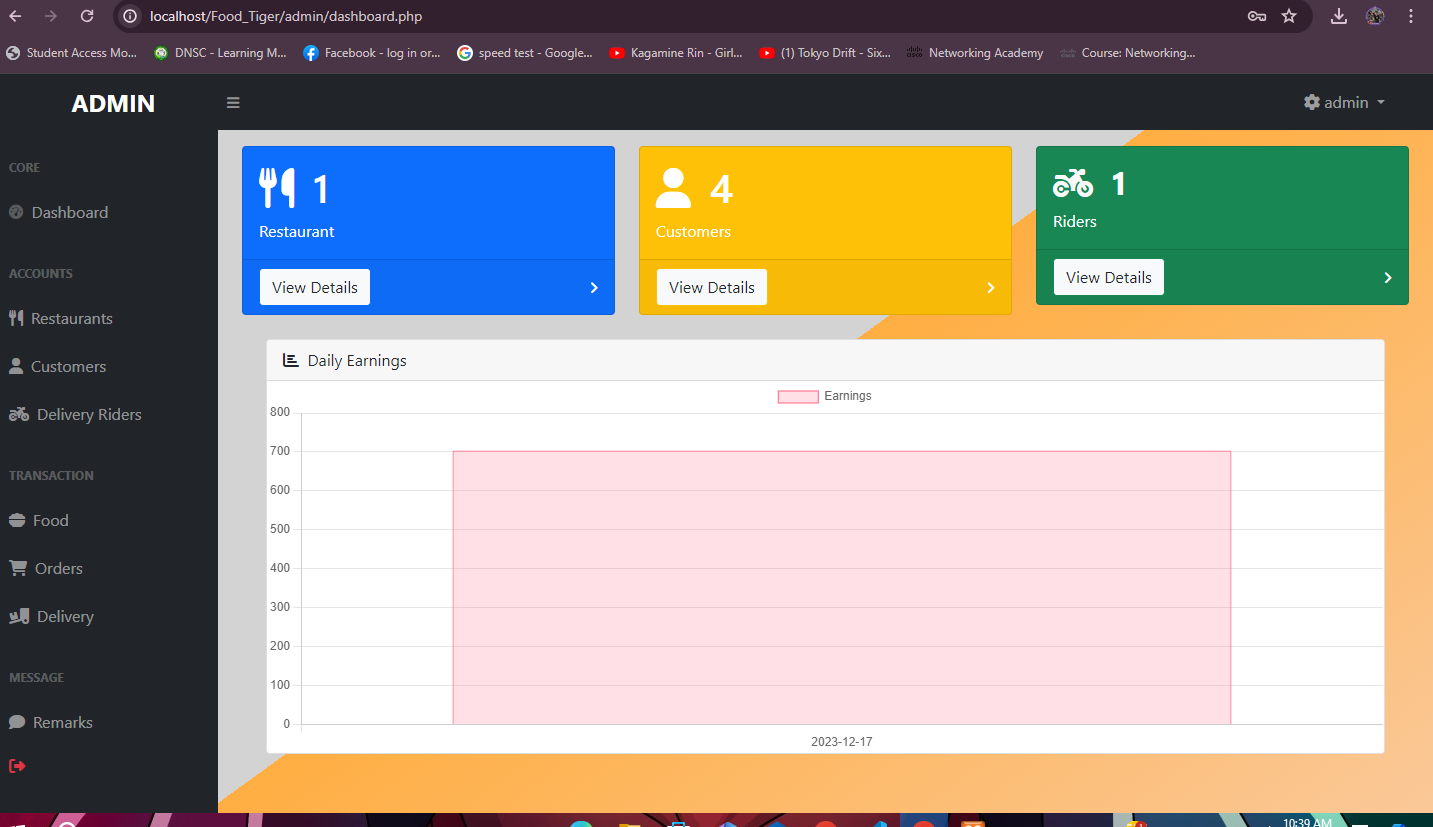 localhost/Food_Tiger/admin/dashboard.php
Student Access Mo... DNSC - Learning M... Facebook - log in or... speed test - Google... Kagamine Rin - Girl... (1) Tokyo Drift - Six... Networking Academy Course: Networking...
ADMIN
admin
CORE
Dashboard
ACCOUNTS
Restaurants
Customers
Delivery Riders
TRANSACTION
Food
Orders
Delivery
MESSAGE
Remarks
1
Restaurant
View Details
4
Customers
View Details
1
Riders
View Details
Daily Earnings
Earnings
800
700
600
500
400
300
200
100
0
2023-12-17
10:39 AM